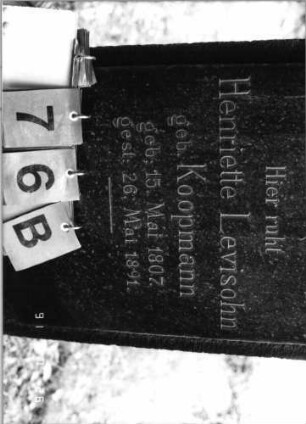 Hier ruht
Henriette Levisohn
geb. Koopmann
geb. 15. Mai 1807.
gest. 26. Mai 1891.
7
6
B